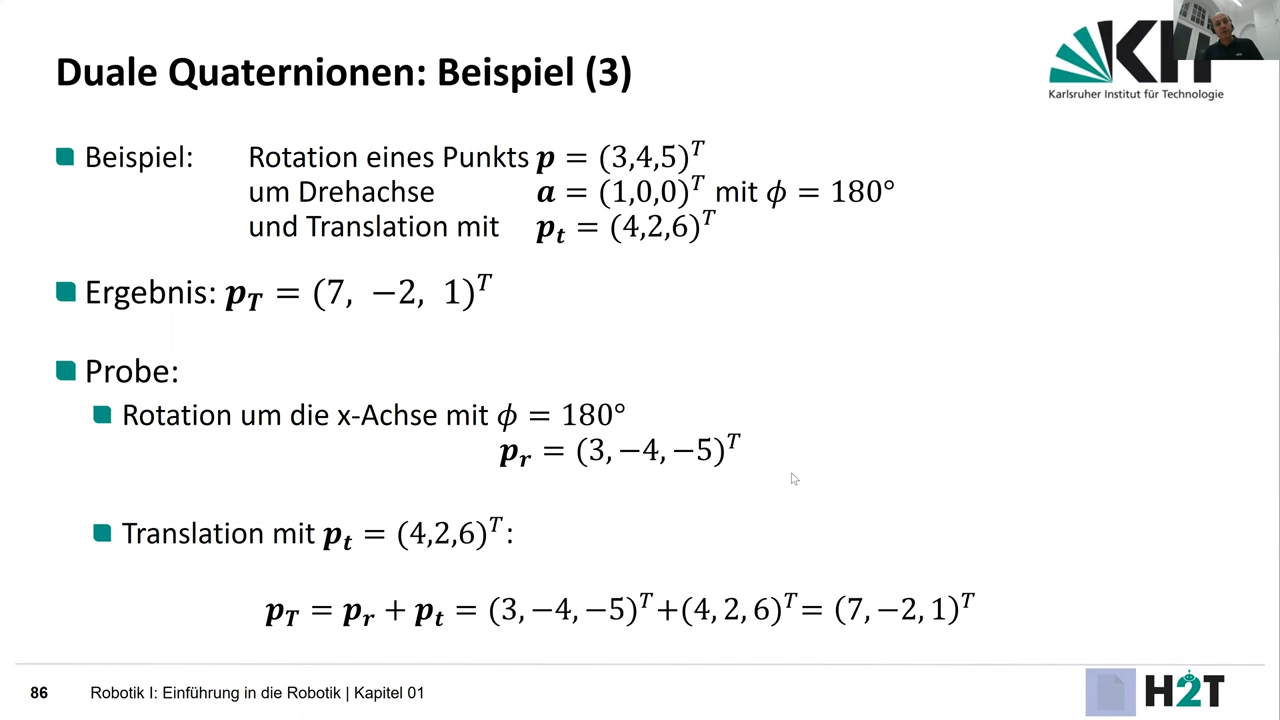 Duale Quaternionen: Beispiel (3)
KIT
Karlsruher Institut für Technologie
Beispiel: Rotation eines Punkts p = (3,4,5)^T
um Drehachse a = (1,0,0)^T mit ϕ = 180°
und Translation mit p_t = (4,2,6)^T
Ergebnis: p_T = (7, −2, 1)^T
Probe:
Rotation um die x-Achse mit ϕ = 180°
p_r = (3, −4, −5)^T
Translation mit p_t = (4,2,6)^T:
p_T = p_r + p_t = (3, −4, −5)^T+(4, 2, 6)^T= (7, −2, 1)^T
86 Robotik I: Einführung in die Robotik | Kapitel 01
H2T